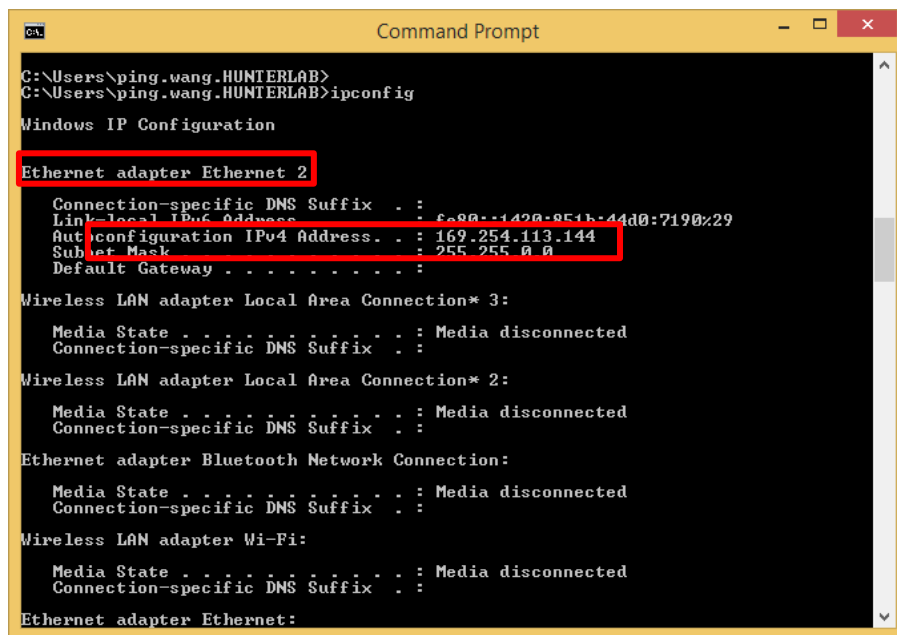 Command Prompt
C:\Users\ping.wang.HUNTERLAB>
C:\Users\ping.wang.HUNTERLAB>ipconfig
Windows IP Configuration
Ethernet adapter Ethernet 2
Connection-specific DNS Suffix  . :
Link-local IPv6 Address . . . . . : fe80::1420:851b:44d0:7190%29
Autoconfiguration IPv4 Address. . : 169.254.113.144
Subnet Mask . . . . . . . . . . . : 255.255.0.0
Default Gateway . . . . . . . . . :
Wireless LAN adapter Local Area Connection* 3:
Media State . . . . . . . . . . . : Media disconnected
Connection-specific DNS Suffix  . :
Wireless LAN adapter Local Area Connection* 2:
Media State . . . . . . . . . . . : Media disconnected
Connection-specific DNS Suffix  . :
Ethernet adapter Bluetooth Network Connection:
Media State . . . . . . . . . . . : Media disconnected
Connection-specific DNS Suffix  . :
Wireless LAN adapter Wi-Fi:
Media State . . . . . . . . . . . : Media disconnected
Connection-specific DNS Suffix  . :
Ethernet adapter Ethernet: